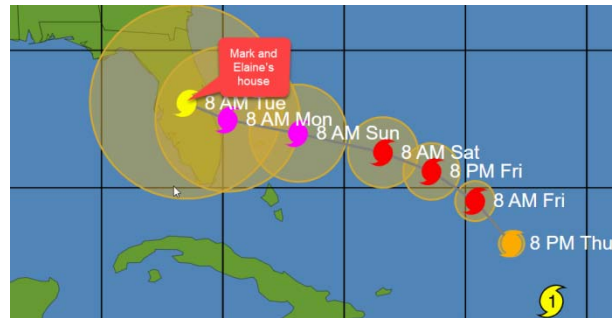 Mark and
Elaine's
house
8 AM Tue
8 AM Mon
8 AM Sun
8 AM Sat
8 PM Fri
8 AM Fri
8 PM Thu
1